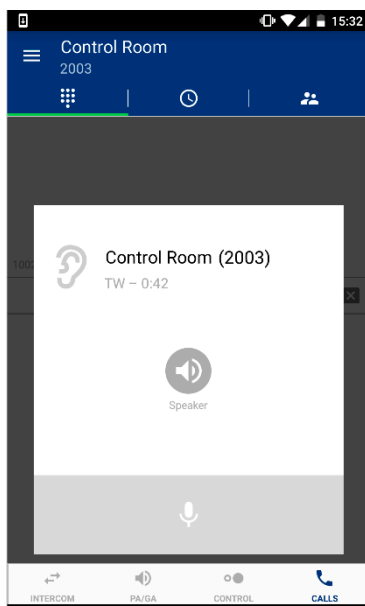 15:32
Control Room
2003
Control Room (2003)
TW – 0:42
Speaker
INTERCOM
PA/GA
CONTROL
CALLS